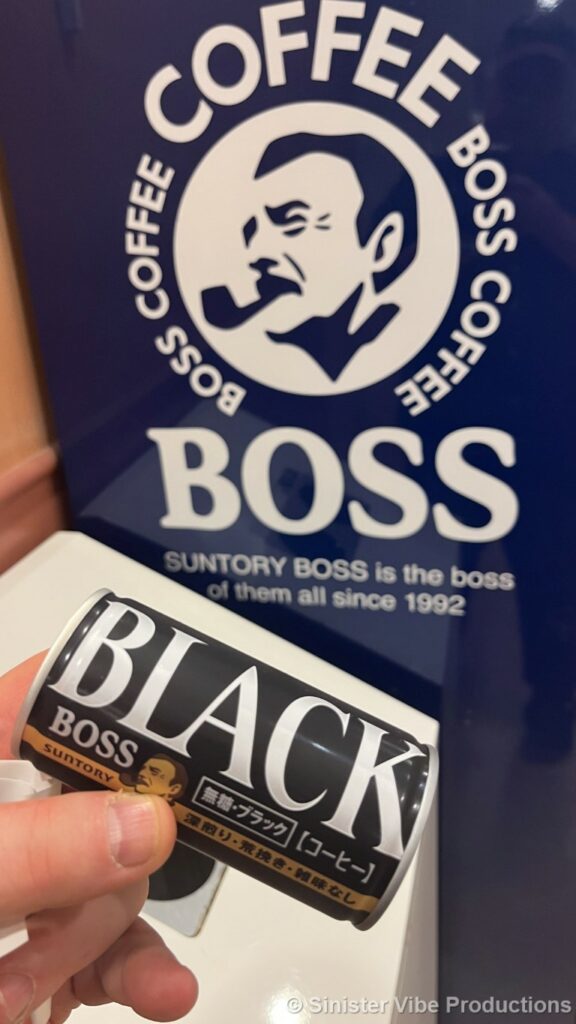 COFFEE
BOSS COFFEE
BOSS COFFEE
BOSS
SUNTORY BOSS is the boss
of them all since 1992
BLACK
BOSS
SUNTORY
無糖・ブラック
【コーヒー】
深煎り・荒挽き・雑味なし
© Sinister Vibe Productions